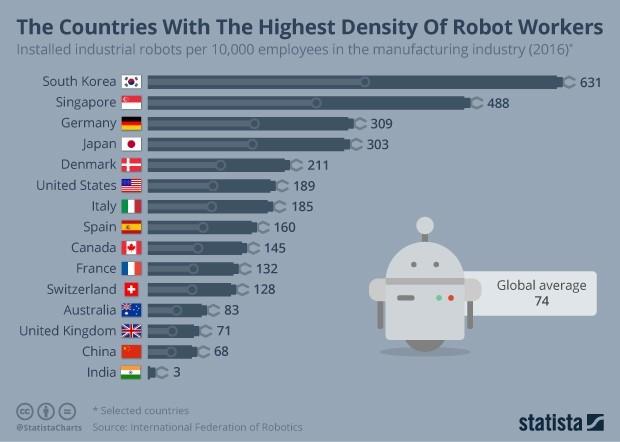 The Countries With The Highest Density Of Robot Workers
Installed industrial robots per 10,000 employees in the manufacturing industry (2016)*
South Korea 631
Singapore 488
Germany 309
Japan 303
Denmark 211
United States 189
Italy 185
Spain 160
Canada 145
France 132
Switzerland 128
Australia 83
United Kingdom 71
China 68
India 3
Global average
74
* Selected countries
@StatistaCharts Source: International Federation of Robotics
statista